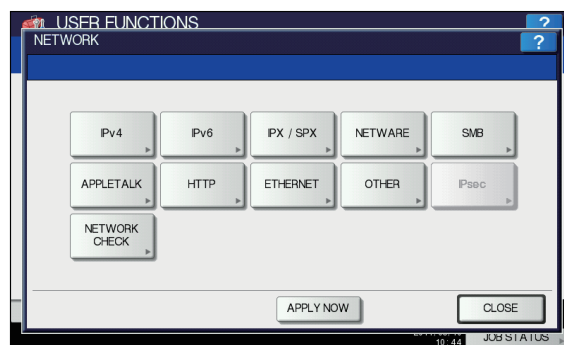 USER FUNCTIONS ?
NETWORK ?
IPv4 IPv6 IPX / SPX NETWARE SMB
APPLETALK HTTP ETHERNET OTHER IPsec
NETWORK
CHECK
APPLY NOW CLOSE
10:44 JOB STATUS